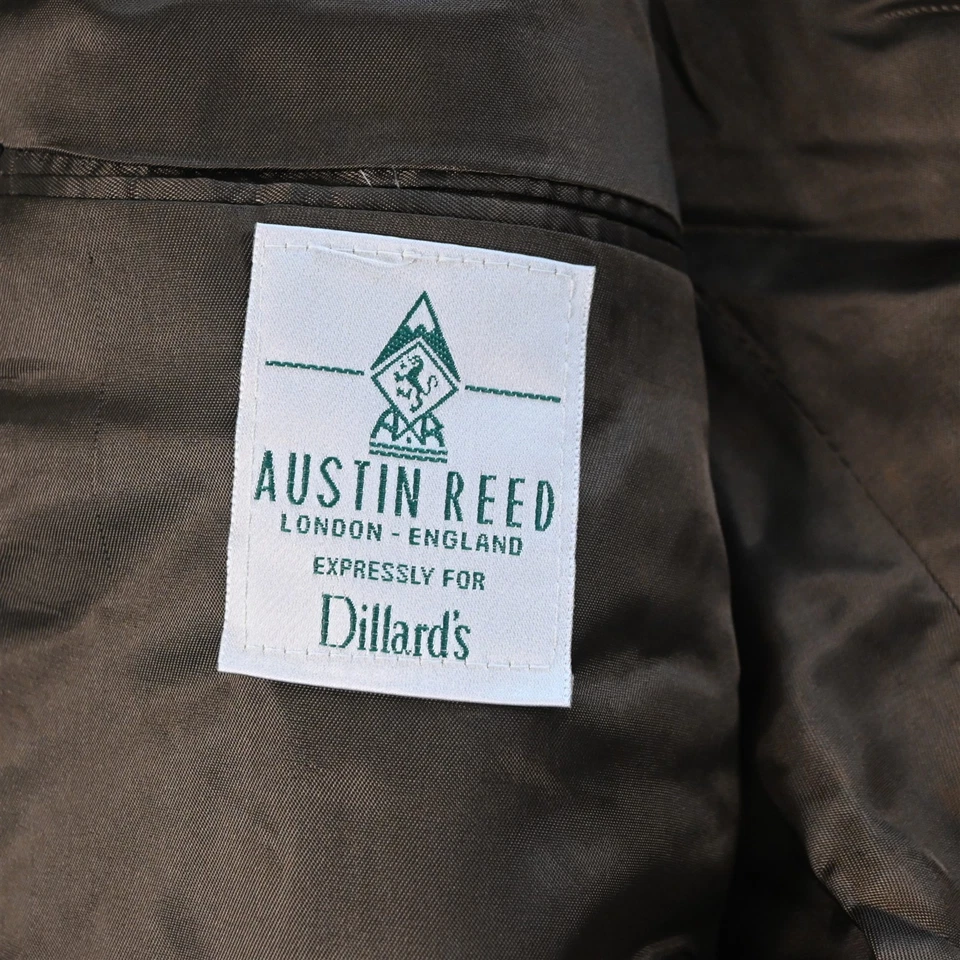 AUSTIN REED
LONDON - ENGLAND
EXPRESSLY FOR
Dillard's